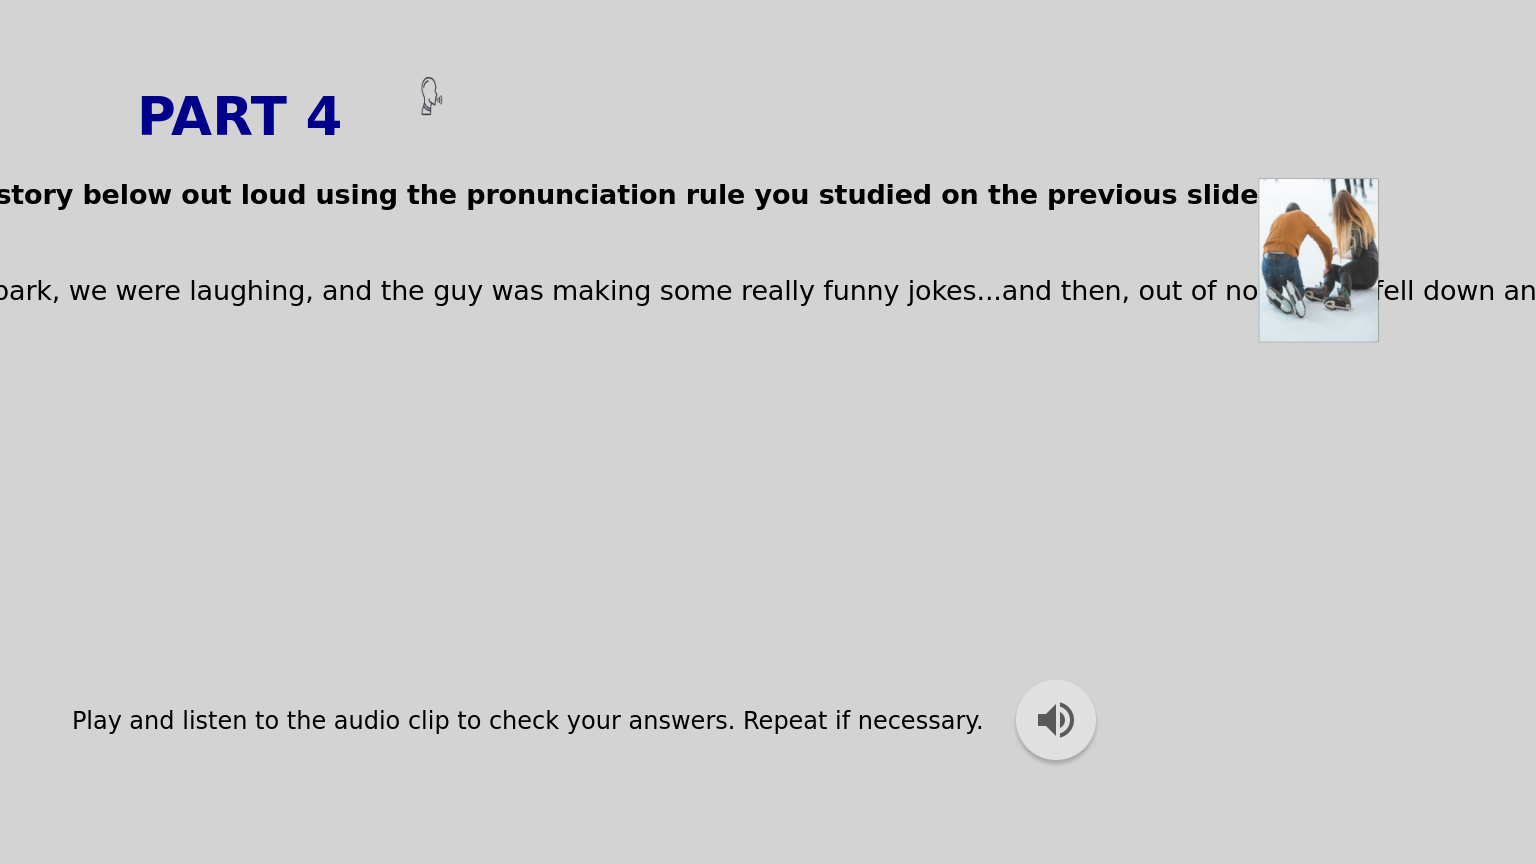 PART 4
story below out loud using the pronunciation rule you studied on the previous slide
park, we were laughing, and the guy was making some really funny jokes...and then, out of no fell down an
Play and listen to the audio clip to check your answers. Repeat if necessary.